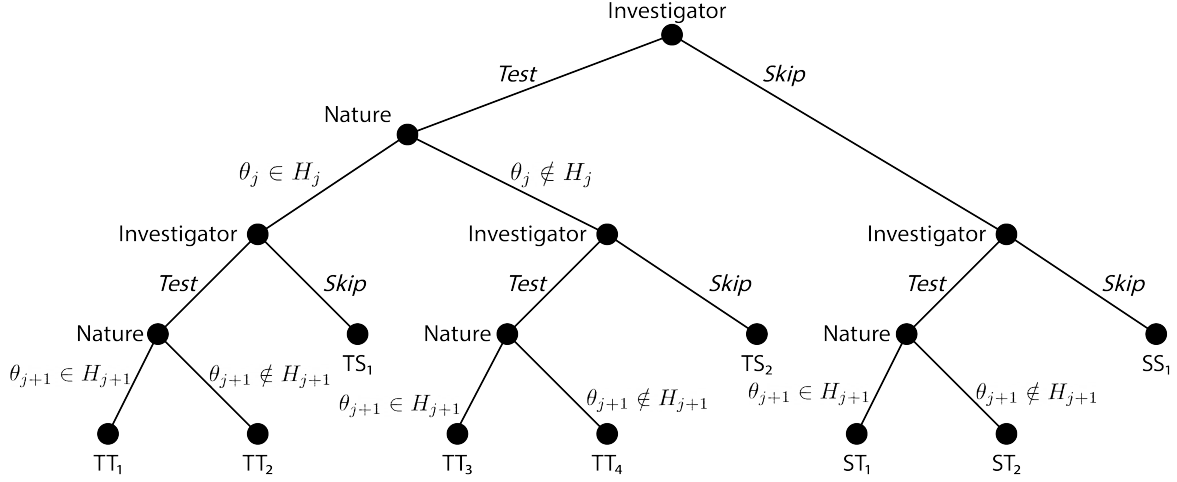 Investigator
Test Skip
Nature
θ_j ∈ H_j θ_j ∉ H_j
Investigator Investigator Investigator
Test Skip Test Skip Test Skip
Nature Nature Nature
TS₁ TS₂ SS₁
θ_{j+1} ∈ H_{j+1} θ_{j+1} ∉ H_{j+1} θ_{j+1} ∈ H_{j+1} θ_{j+1} ∉ H_{j+1} θ_{j+1} ∈ H_{j+1} θ_{j+1} ∉ H_{j+1}
TT₁ TT₂ TT₃ TT₄ ST₁ ST₂